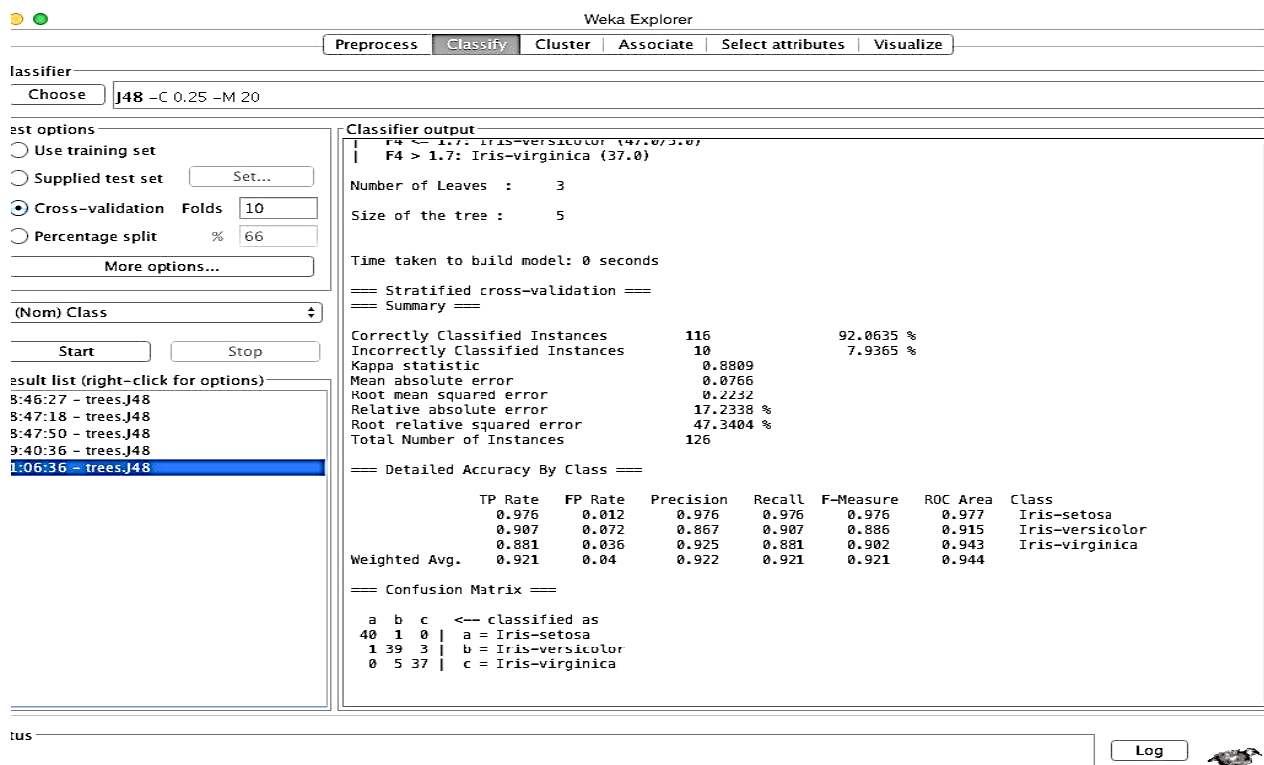 Weka Explorer
Preprocess Classify Cluster Associate Select attributes Visualize
lassifier
Choose J48 -C 0.25 -M 20
est options
Use training set
Supplied test set Set...
Cross-validation Folds 10
Percentage split % 66
More options...
(Nom) Class
Start Stop
esult list (right-click for options)
8:46:27 - trees.J48
8:47:18 - trees.J48
8:47:50 - trees.J48
9:40:36 - trees.J48
1:06:36 - trees.J48
Classifier output
| F4 <= 1.7: Iris-versicolor (47.0/5.0)
| F4 > 1.7: Iris-virginica (37.0)
Number of Leaves : 3
Size of the tree : 5
Time taken to build model: 0 seconds
=== Stratified cross-validation ===
=== Summary ===
Correctly Classified Instances 116 92.0635 %
Incorrectly Classified Instances 10 7.9365 %
Kappa statistic 0.8809
Mean absolute error 0.0766
Root mean squared error 0.2232
Relative absolute error 17.2338 %
Root relative squared error 47.3404 %
Total Number of Instances 126
=== Detailed Accuracy By Class ===
TP Rate FP Rate Precision Recall F-Measure ROC Area Class
0.976 0.012 0.976 0.976 0.976 0.977 Iris-setosa
0.907 0.072 0.867 0.907 0.886 0.915 Iris-versicolor
0.881 0.036 0.925 0.881 0.902 0.943 Iris-virginica
Weighted Avg. 0.921 0.04 0.922 0.921 0.921 0.944
=== Confusion Matrix ===
a b c <-- classified as
40 1 0 | a = Iris-setosa
1 39 3 | b = Iris-versicolor
0 5 37 | c = Iris-virginica
tus
Log